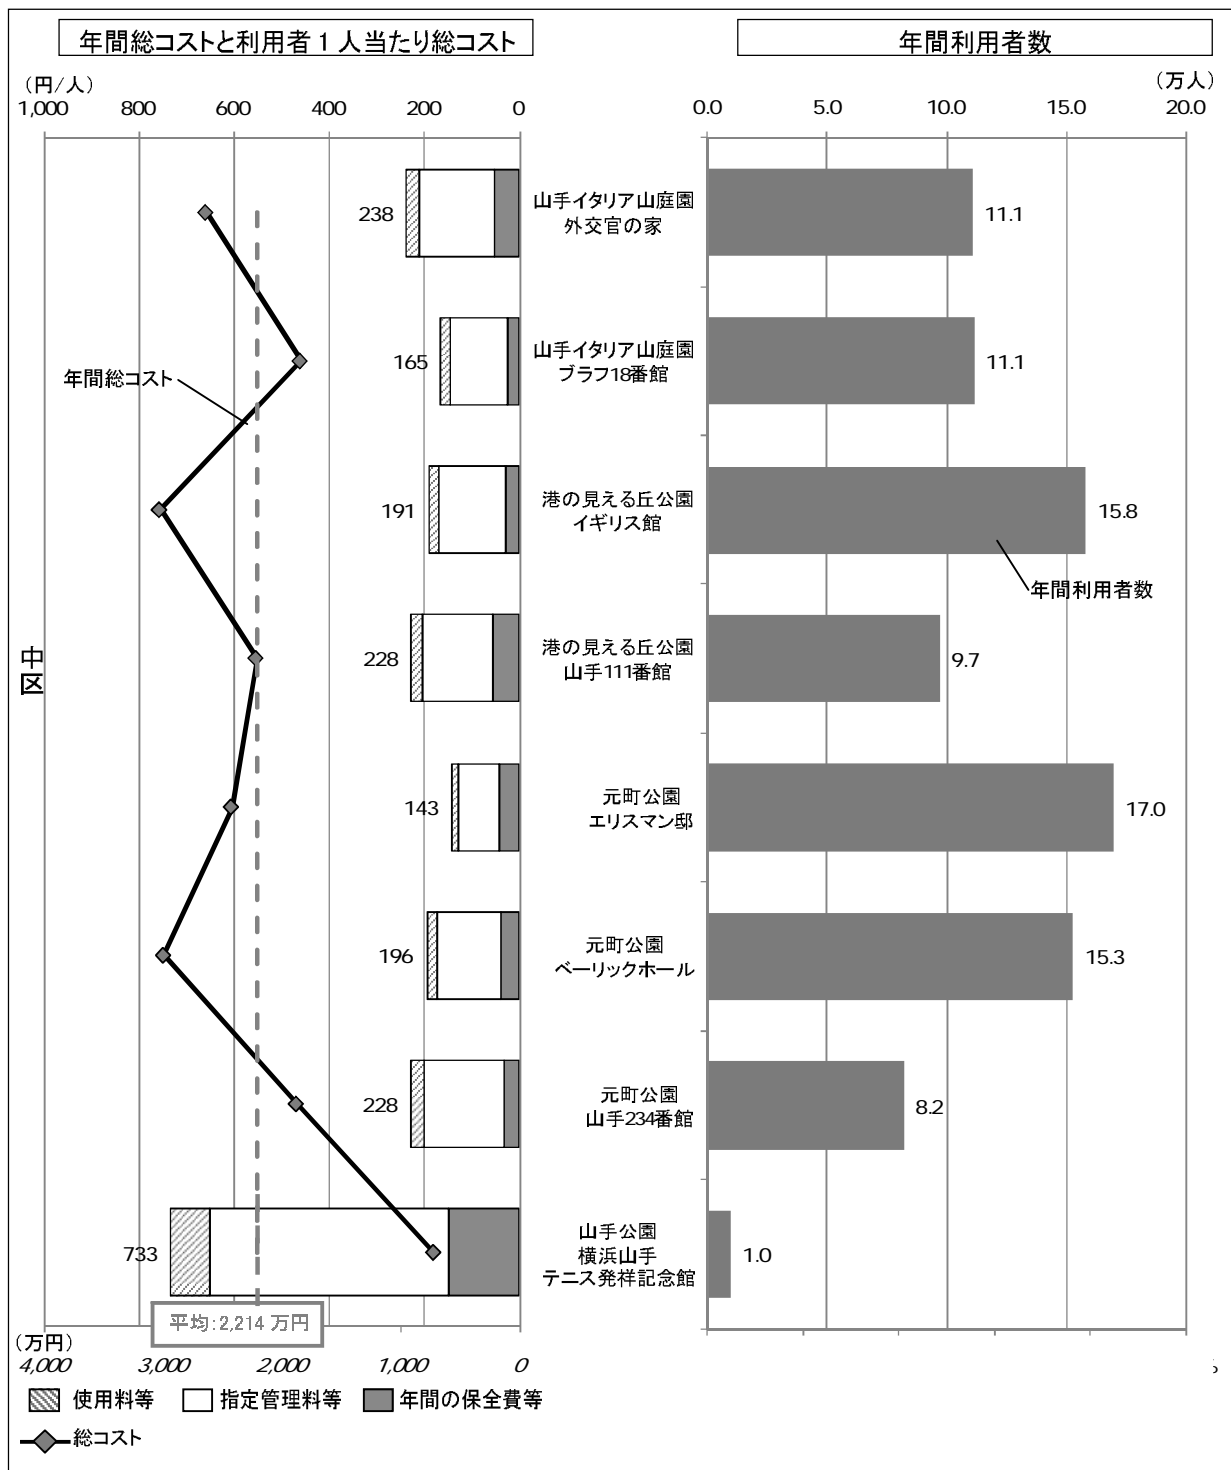 年間総コストと利用者1人当たり総コスト
年間利用者数
（円/人）
（万人）
1,000 800 600 400 200 0
0.0 5.0 10.0 15.0 20.0
238
山手イタリア山庭園
外交官の家
11.1
165
山手イタリア山庭園
ブラフ18番館
11.1
年間総コスト
191
港の見える丘公園
イギリス館
15.8
年間利用者数
中区
228
港の見える丘公園
山手111番館
9.7
143
元町公園
エリスマン邸
17.0
196
元町公園
ベーリックホール
15.3
228
元町公園
山手234番館
8.2
733
山手公園
横浜山手
テニス発祥記念館
1.0
平均:2,214 万円
（万円）
4,000 3,000 2,000 1,000 0
使用料等 指定管理料等 年間の保全費等
総コスト